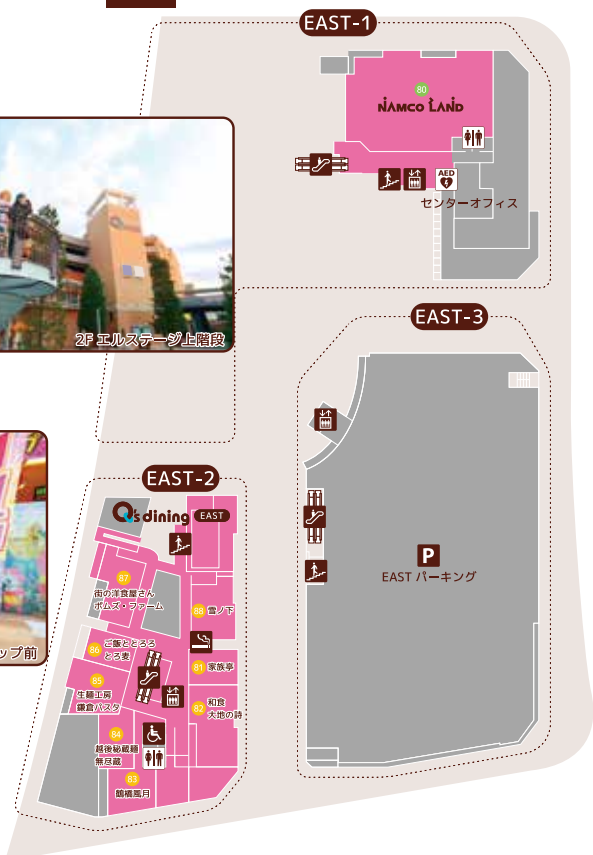 EAST-1
80
NAMCO LAND
AED
センターオフィス
2F エルステージ上階段
EAST-3
P
EAST パーキング
ップ前
EAST-2
Q's dining EAST
87
街の洋食屋さん
ポムズ・ファーム
88 雪ノ下
86 ご飯ととろろ
とろ麦
81 家族亭
85
生麺工房
鎌倉パスタ
82 和食
大地の詩
84
越後秘蔵麺
無尽蔵
83
鶴橋風月